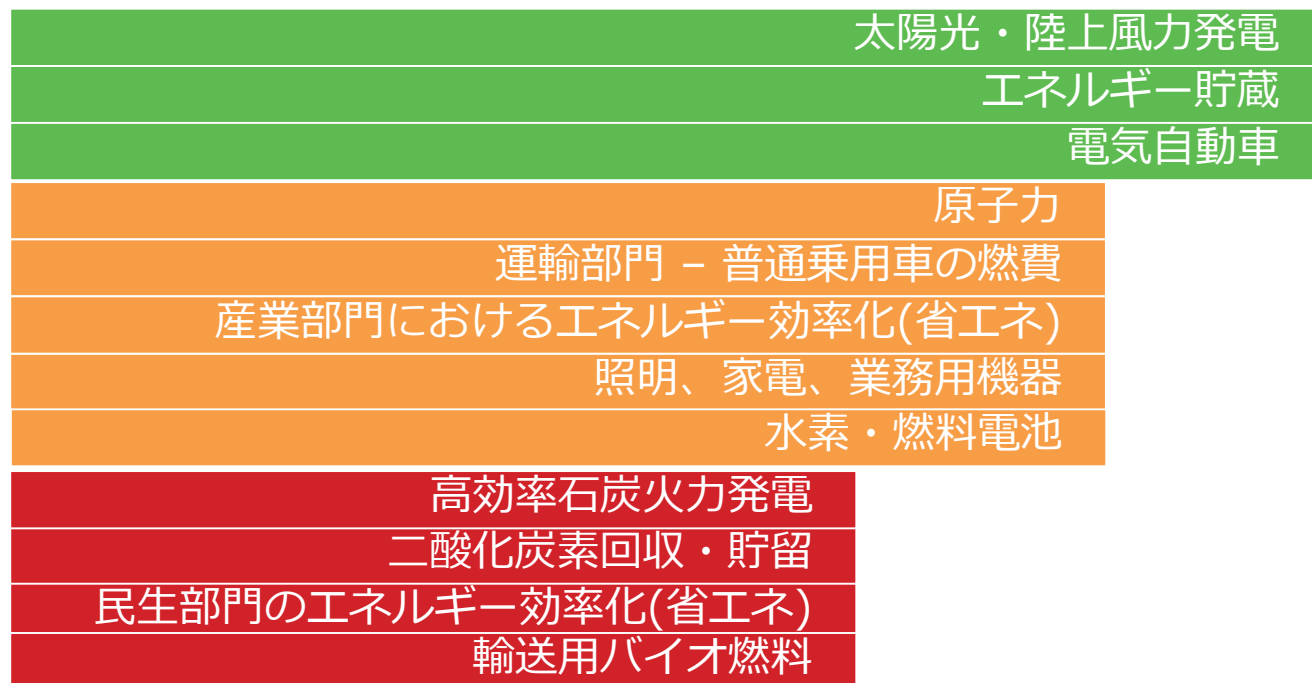 太陽光・陸上風力発電
エネルギー貯蔵
電気自動車
原子力
運輸部門 – 普通乗用車の燃費
産業部門におけるエネルギー効率化(省エネ)
照明、家電、業務用機器
水素・燃料電池
高効率石炭火力発電
二酸化炭素回収・貯留
民生部門のエネルギー効率化(省エネ)
輸送用バイオ燃料